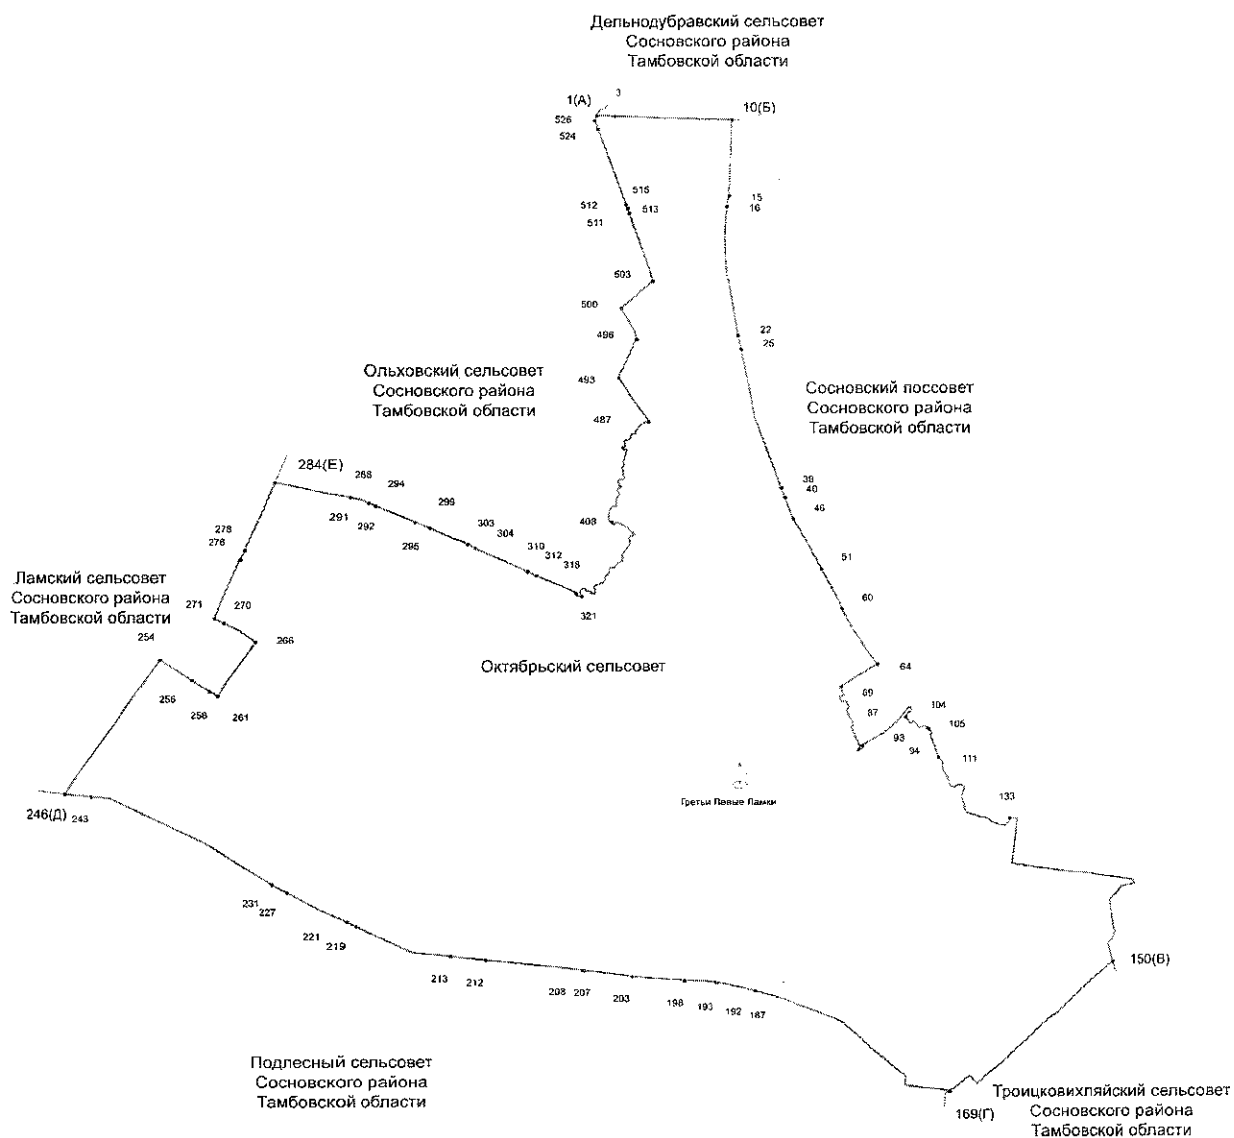 Дельнодубравский сельсовет
Сосновского района
Тамбовской области
1(А)
3
10(Б)
526
524
516
512
513
511
15
16
503
500
496
22
25
Ольховский сельсовет
Сосновского района
Тамбовской области
493
487
Сосновский поссовет
Сосновского района
Тамбовской области
284(Е)
288
294
299
291
292
295
303
304
310
312
318
321
408
39
40
46
51
60
64
278
276
Ламский сельсовет
Сосновского района
Тамбовской области
271
270
266
254
256
258
261
Октябрьский сельсовет
69
87
93
94
104
105
111
133
Третьи Левые Ламки
246(Д)
243
231
227
221
219
213
212
208
207
203
198
193
192
187
150(В)
Подлесный сельсовет
Сосновского района
Тамбовской области
169(Г)
Троицковихляйский сельсовет
Сосновского района
Тамбовской области